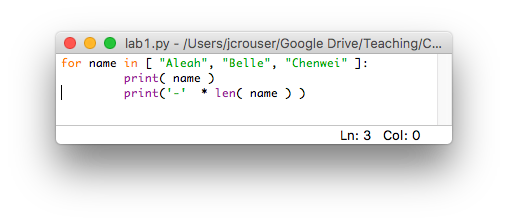 lab1.py - /Users/jcrouser/Google Drive/Teaching/C...
for name in [ "Aleah", "Belle", "Chenwei" ]:
        print( name )
        print('-'  * len( name ) )
Ln: 3  Col: 0